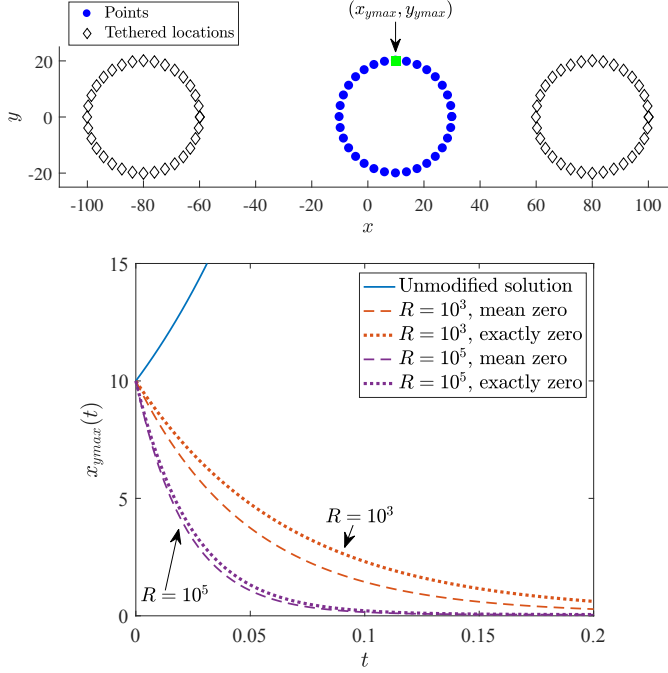 Points
Tethered locations
(x_{ymax}, y_{ymax})
20
0
-20
y
-100 -80 -60 -40 -20 0 20 40 60 80 100
x
15
10
5
0
x_{ymax}(t)
Unmodified solution
R = 10^3, mean zero
R = 10^3, exactly zero
R = 10^5, mean zero
R = 10^5, exactly zero
R = 10^3
R = 10^5
0 0.05 0.1 0.15 0.2
t